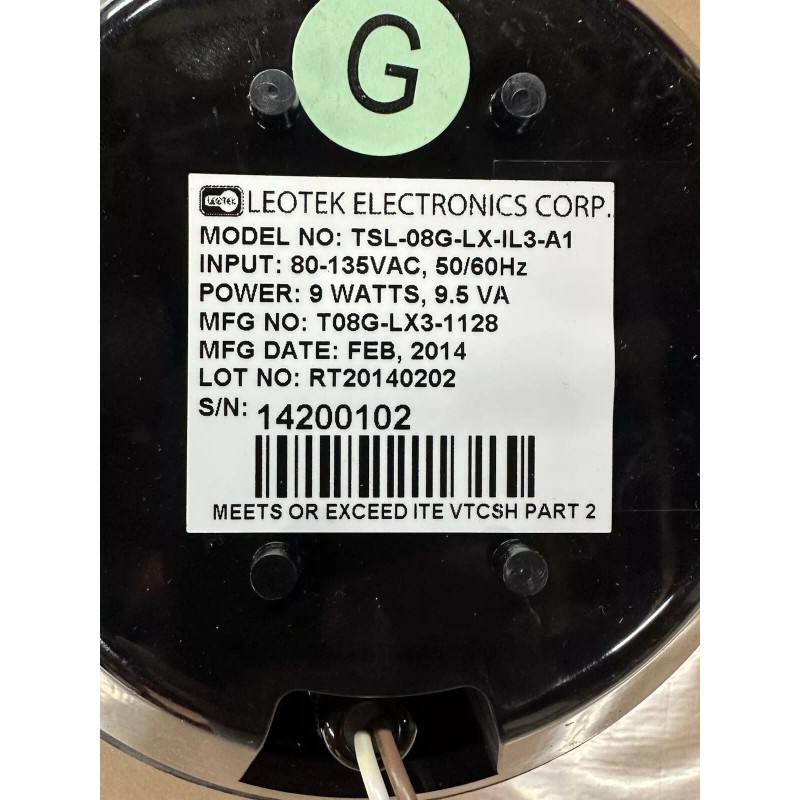 G
LEOTEK LEOTEK ELECTRONICS CORP.
MODEL NO: TSL-08G-LX-IL3-A1
INPUT: 80-135VAC, 50/60Hz
POWER: 9 WATTS, 9.5 VA
MFG NO: T08G-LX3-1128
MFG DATE: FEB, 2014
LOT NO: RT20140202
S/N: 14200102
MEETS OR EXCEED ITE VTCSH PART 2